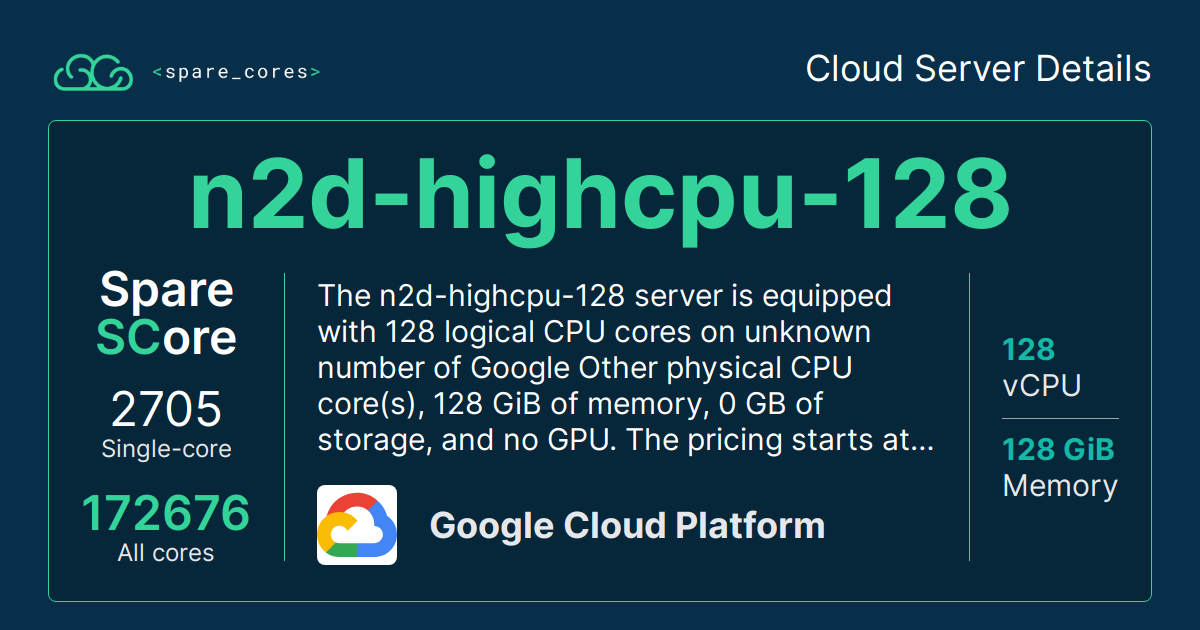 <spare_cores>
Cloud Server Details
n2d-highcpu-128
Spare
SCore
2705
Single-core
172676
All cores
The n2d-highcpu-128 server is equipped
with 128 logical CPU cores on unknown
number of Google Other physical CPU
core(s), 128 GiB of memory, 0 GB of
storage, and no GPU. The pricing starts at...
Google Cloud Platform
128
vCPU
128 GiB
Memory